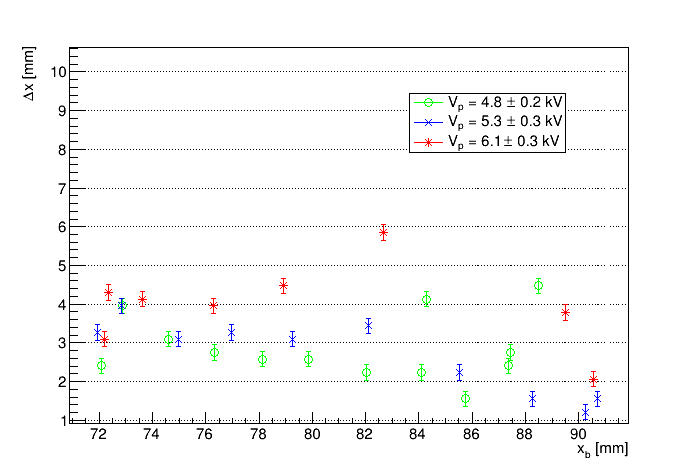 Δx [mm]
10
9
8
7
6
5
4
3
2
1
V_p = 4.8 ± 0.2 kV
V_p = 5.3 ± 0.3 kV
V_p = 6.1 ± 0.3 kV
72 74 76 78 80 82 84 86 88 90
x_b [mm]